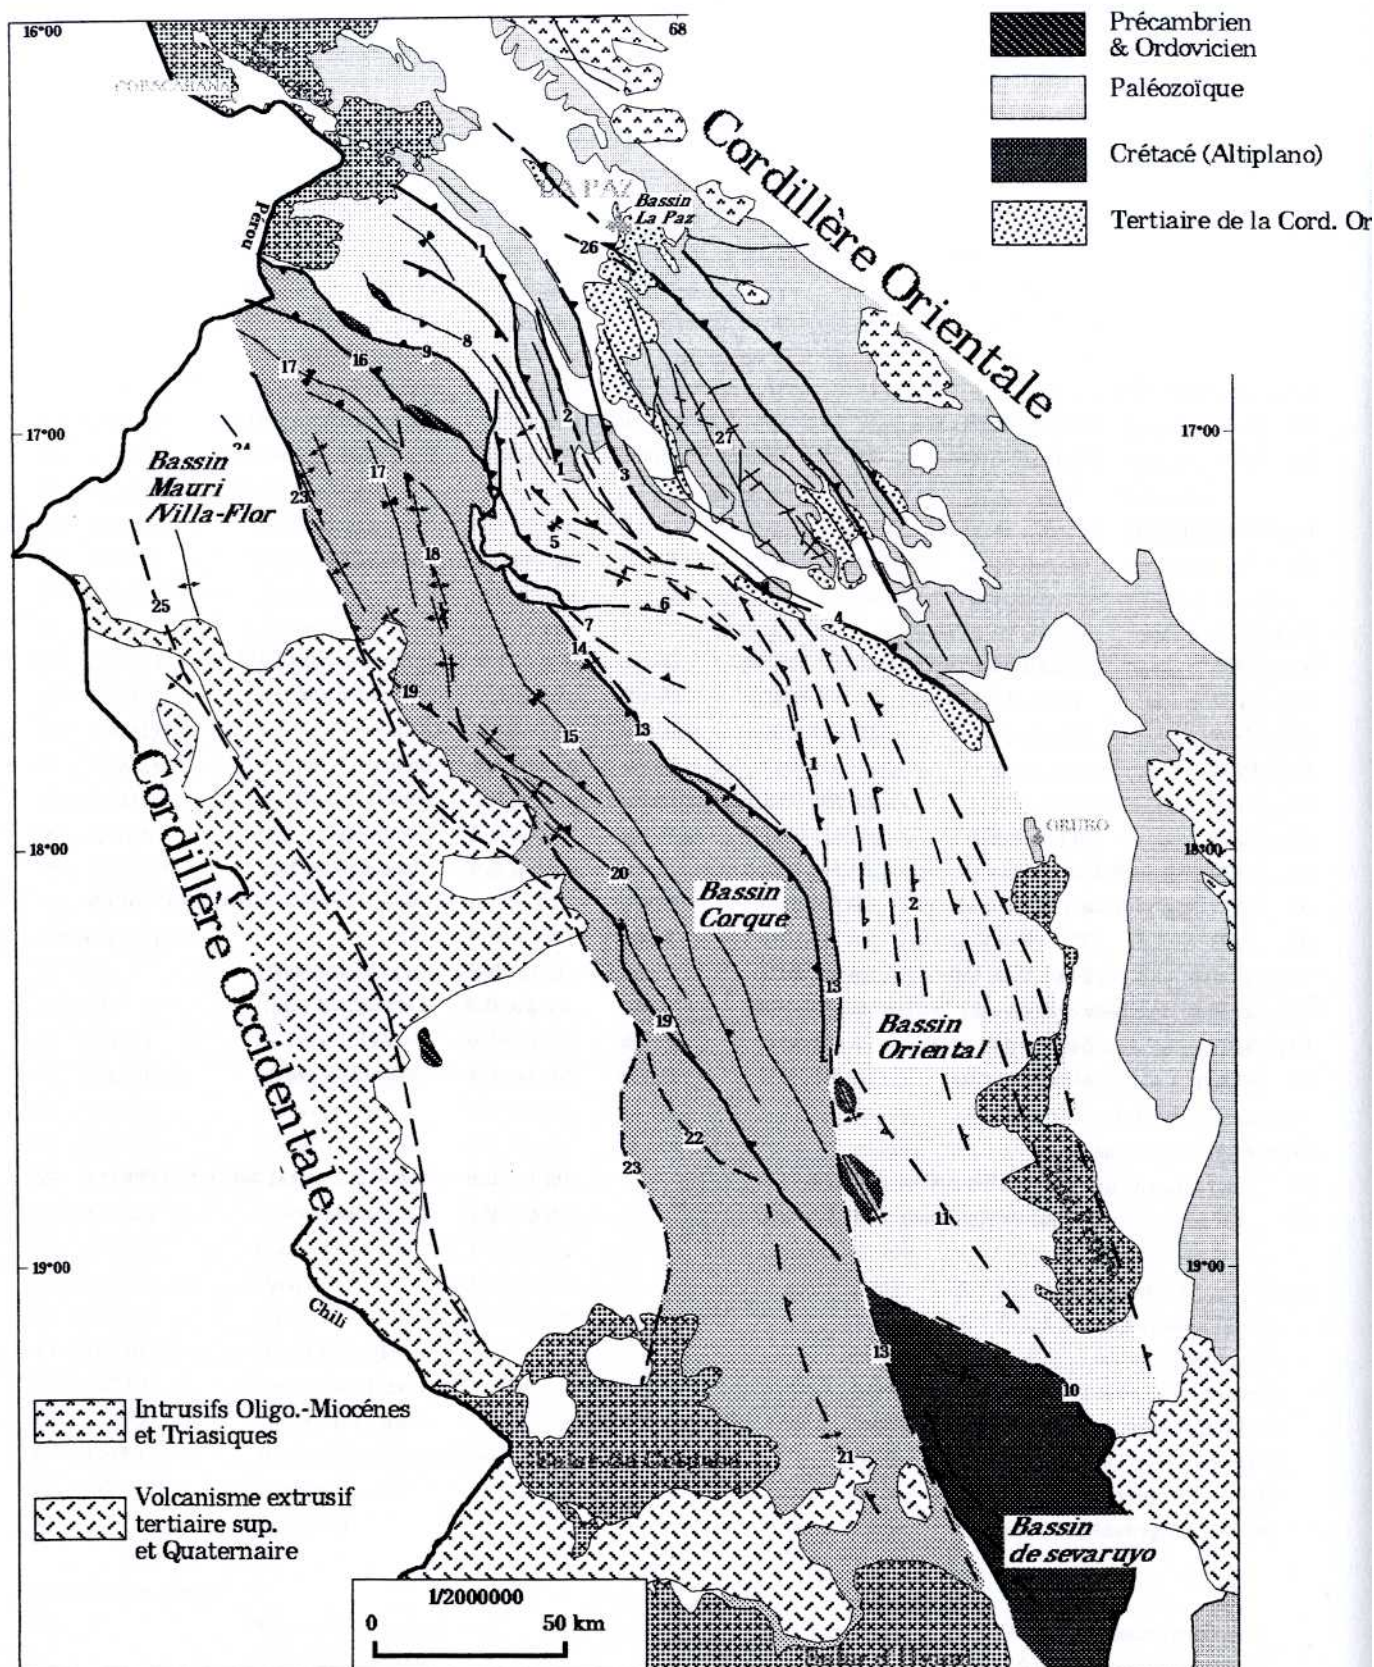 16°00
68
Précambrien
& Ordovicien
Paléozoïque
Crétacé (Altiplano)
Tertiaire de la Cord. Or
COPACABANA
LA PAZ
Bassin
La Paz
Pérou
Cordillère Orientale
26
1
8
9
16
17
2
27
17°00
17°00
1
3
Bassin
Mauri
/Villa-Flor
24
17
23
18
5
25
6
4
7
14
19
13
15
1
Cordillère Occidentale
ORURO
18°00
18°00
20
Bassin
Corque
2
13
19
Bassin
Oriental
22
23
11
19°00
19°00
Chili
13
10
21
Intrusifs Oligo.-Miocénes
et Triasiques
Volcanisme extrusif
tertiaire sup.
et Quaternaire
Bassin
de sevaruyo
1/2000000
0 50 km